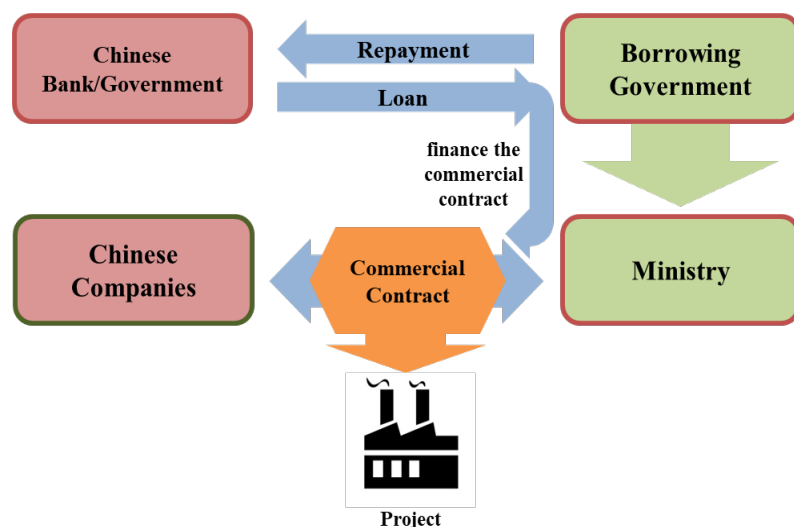 Chinese
Bank/Government
Repayment
Loan
Borrowing
Government
finance the
commercial
contract
Chinese
Companies
Commercial
Contract
Ministry
Project